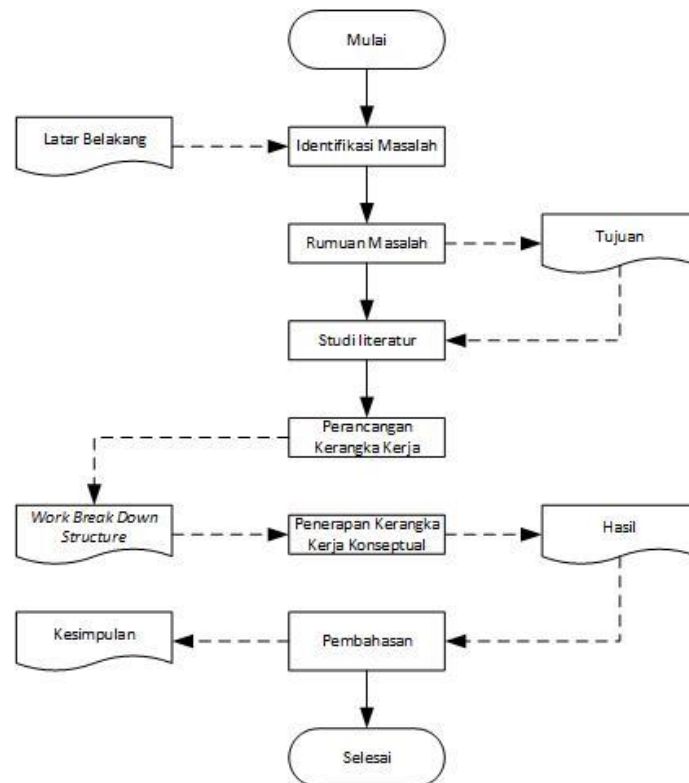 Mulai
Latar Belakang
Identifikasi Masalah
Rumuan Masalah
Tujuan
Studi literatur
Perancangan
Kerangka Kerja
Work Break Down
Structure
Penerapan Kerangka
Kerja Konseptual
Hasil
Kesimpulan
Pembahasan
Selesai